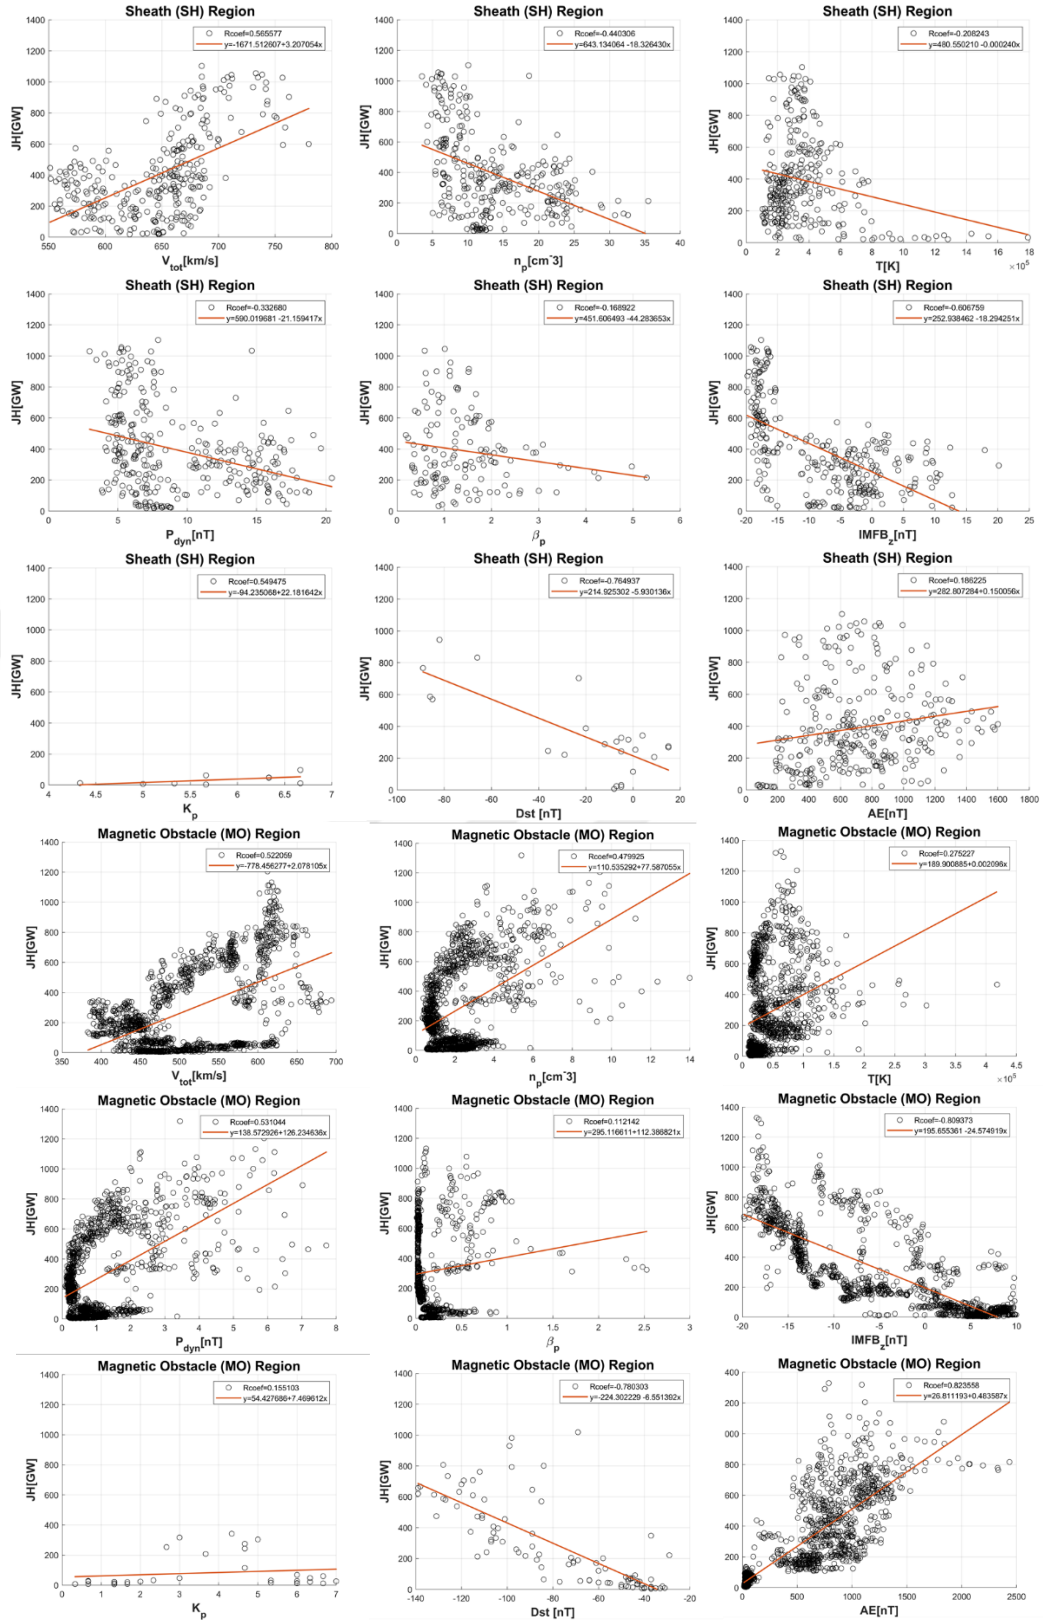 Sheath (SH) Region
Rcoef=0.565577
y=-1671.512607+3.207054x
JH[GW]
V_tot[km/s]
Sheath (SH) Region
Rcoef=-0.440306
y=643.134064 -18.326430x
JH[GW]
n_p[cm^-3]
Sheath (SH) Region
Rcoef=-0.208243
y=480.550210 -0.000240x
JH[GW]
T[K]
×10^5
Sheath (SH) Region
Rcoef=-0.332680
y=590.019681 -21.159417x
JH[GW]
P_dyn[nT]
Sheath (SH) Region
Rcoef=-0.168922
y=451.606493 -44.283653x
JH[GW]
β_p
Sheath (SH) Region
Rcoef=-0.606759
y=252.938462 -18.294251x
JH[GW]
IMFB_z[nT]
Sheath (SH) Region
Rcoef=0.549475
y=-94.235068+22.181642x
JH[GW]
K_p
Sheath (SH) Region
Rcoef=-0.764937
y=214.925302 -5.930136x
JH[GW]
Dst [nT]
Sheath (SH) Region
Rcoef=0.186225
y=282.807284+0.150056x
JH[GW]
AE[nT]
Magnetic Obstacle (MO) Region
Rcoef=0.522059
y=-778.456277+2.078105x
JH[GW]
V_tot[km/s]
Magnetic Obstacle (MO) Region
Rcoef=0.479925
y=110.535292+77.587055x
JH[GW]
n_p[cm^-3]
Magnetic Obstacle (MO) Region
Rcoef=0.275227
y=189.900885+0.002096x
JH[GW]
T[K]
×10^5
Magnetic Obstacle (MO) Region
Rcoef=0.531044
y=138.572926+126.234636x
JH[GW]
P_dyn[nT]
Magnetic Obstacle (MO) Region
Rcoef=0.112142
y=295.116611+112.386821x
JH[GW]
β_p
Magnetic Obstacle (MO) Region
Rcoef=-0.809373
y=195.655361 -24.574919x
JH[GW]
IMFB_z[nT]
Magnetic Obstacle (MO) Region
Rcoef=0.155103
y=54.427686+7.469612x
JH[GW]
K_p
Magnetic Obstacle (MO) Region
Rcoef=-0.780303
y=-224.302229 -6.551392x
JH[GW]
Dst [nT]
Magnetic Obstacle (MO) Region
Rcoef=0.823558
y=26.811193+0.483587x
JH[GW]
AE[nT]